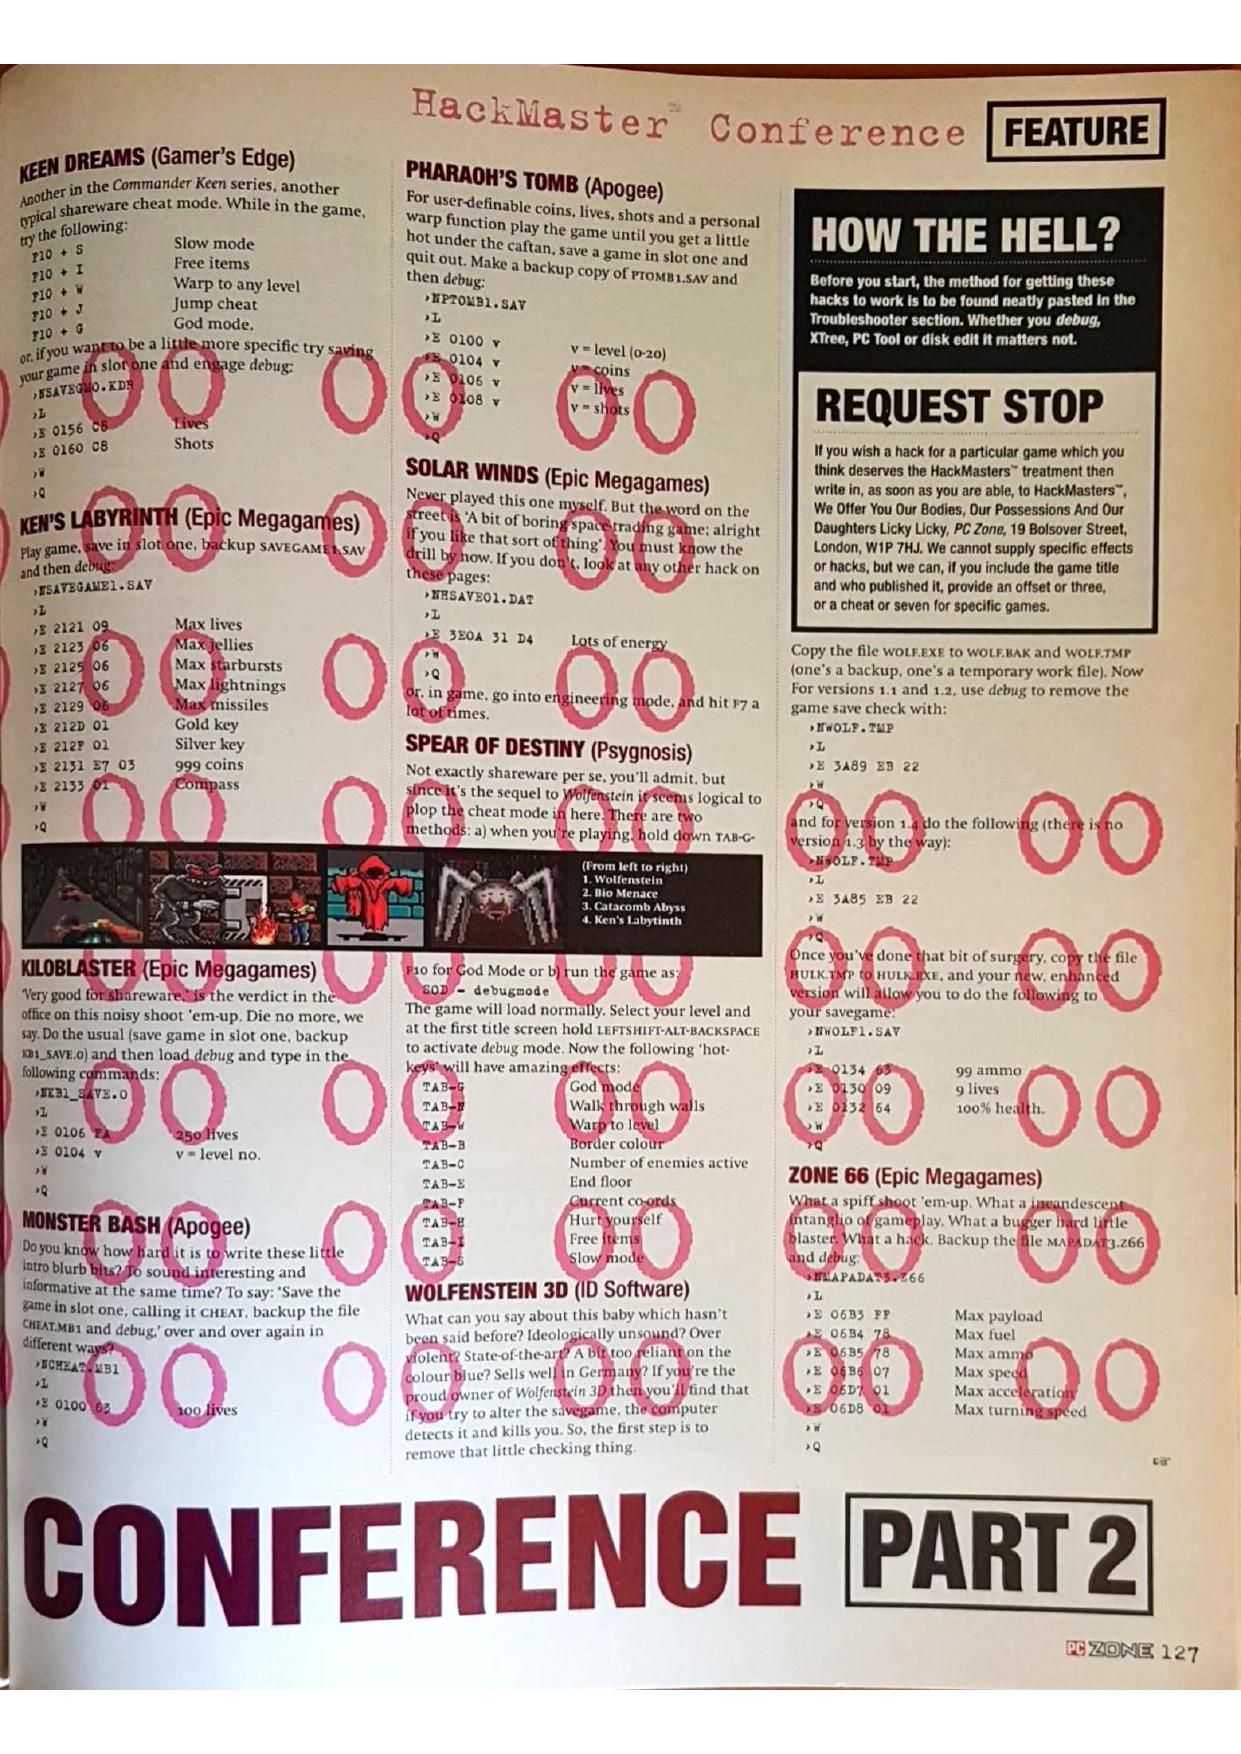 HackMaster™ Conference
FEATURE
KEEN DREAMS (Gamer's Edge)
Another in the Commander Keen series, another
typical shareware cheat mode. While in the game,
try the following:
F10 + S Slow mode
F10 + I Free items
F10 + W Warp to any level
F10 + J Jump cheat
F10 + G God mode.
or, if you want to be a little more specific try saving
your game in slot one and engage debug:
>NSAVEGM0.KDR
>L
>E 0156 C8 Lives
>E 0160 C8 Shots
>W
>Q
KEN'S LABYRINTH (Epic Megagames)
Play game, save in slot one, backup SAVEGAME1.SAV
and then debug:
>NSAVEGAME1.SAV
>L
>E 2121 09 Max lives
>E 2123 06 Max jellies
>E 2125 06 Max starbursts
>E 2127 06 Max lightnings
>E 2129 06 Max missiles
>E 212D 01 Gold key
>E 212F 01 Silver key
>E 2131 E7 03 999 coins
>E 2133 01 Compass
>W
>Q
KILOBLASTER (Epic Megagames)
'Very good for shareware,' is the verdict in the
office on this noisy shoot 'em-up. Die no more, we
say. Do the usual (save game in slot one, backup
KB1_SAVE.0) and then load debug and type in the
following commands:
>NKB1_SAVE.0
>L
>E 0106 FA 250 lives
>E 0104 v v = level no.
>W
>Q
MONSTER BASH (Apogee)
Do you know how hard it is to write these little
intro blurb bits? To sound interesting and
informative at the same time? To say: 'Save the
game in slot one, calling it CHEAT, backup the file
CHEAT.MB1 and debug,' over and over again in
different ways?
>NCHEAT.MB1
>L
>E 0100 63 100 lives
>W
>Q
PHARAOH'S TOMB (Apogee)
For user-definable coins, lives, shots and a personal
warp function play the game until you get a little
hot under the caftan, save a game in slot one and
quit out. Make a backup copy of PTOMB1.SAV and
then debug:
>NPTOMB1.SAV
>L
>E 0100 v v = level (0-20)
>E 0104 v v = coins
>E 0106 v v = lives
>E 0108 v v = shots
>W
>Q
SOLAR WINDS (Epic Megagames)
Never played this one myself. But the word on the
street is 'A bit of boring space-trading game; alright
if you like that sort of thing'. You must know the
drill by now. If you don't, look at any other hack on
these pages:
>NHSAVE01.DAT
>L
>E 3E0A 31 D4 Lots of energy
>W
>Q
or, in game, go into engineering mode, and hit F7 a
lot of times.
SPEAR OF DESTINY (Psygnosis)
Not exactly shareware per se, you'll admit, but
since it's the sequel to Wolfenstein it seems logical to
plop the cheat mode in here. There are two
methods: a) when you're playing, hold down TAB-G-
(From left to right)
1. Wolfenstein
2. Bio Menace
3. Catacomb Abyss
4. Ken's Labytinth
F10 for God Mode or b) run the game as:
SOD - debugmode
The game will load normally. Select your level and
at the first title screen hold LEFTSHIFT-ALT-BACKSPACE
to activate debug mode. Now the following 'hot-
keys' will have amazing effects:
TAB-G God mode
TAB-N Walk through walls
TAB-W Warp to level
TAB-B Border colour
TAB-C Number of enemies active
TAB-E End floor
TAB-F Current co-ords
TAB-H Hurt yourself
TAB-I Free items
TAB-S Slow mode
WOLFENSTEIN 3D (ID Software)
What can you say about this baby which hasn't
been said before? Ideologically unsound? Over
violent? State-of-the-art? A bit too reliant on the
colour blue? Sells well in Germany? If you're the
proud owner of Wolfenstein 3D then you'll find that
if you try to alter the savegame, the computer
detects it and kills you. So, the first step is to
remove that little checking thing.
HOW THE HELL?
Before you start, the method for getting these
hacks to work is to be found neatly pasted in the
Troubleshooter section. Whether you debug,
XTree, PC Tool or disk edit it matters not.
REQUEST STOP
If you wish a hack for a particular game which you
think deserves the HackMasters™ treatment then
write in, as soon as you are able, to HackMasters™,
We Offer You Our Bodies, Our Possessions And Our
Daughters Licky Licky, PC Zone, 19 Bolsover Street,
London, W1P 7HJ. We cannot supply specific effects
or hacks, but we can, if you include the game title
and who published it, provide an offset or three,
or a cheat or seven for specific games.
Copy the file WOLF.EXE to WOLF.BAK and WOLF.TMP
(one's a backup, one's a temporary work file). Now
For versions 1.1 and 1.2, use debug to remove the
game save check with:
>NWOLF.TMP
>L
>E 3A89 EB 22
>W
>Q
and for version 1.4 do the following (there is no
version 1.3 by the way):
>NWOLF.TMP
>L
>E 3A85 EB 22
>W
>Q
Once you've done that bit of surgery, copy the file
HULK.TMP to HULK.EXE, and your new, enhanced
version will allow you to do the following to
your savegame:
>NWOLF1.SAV
>L
>E 0134 63 99 ammo
>E 0130 09 9 lives
>E 0132 64 100% health.
>W
>Q
ZONE 66 (Epic Megagames)
What a spiff shoot 'em-up. What a incandescent
intanglio of gameplay. What a bugger hard little
blaster. What a hack. Backup the file MAPADAT3.Z66
and debug:
>NMAPADAT3.Z66
>L
>E 06B3 FF Max payload
>E 06B4 78 Max fuel
>E 06B5 78 Max ammo
>E 06B6 07 Max speed
>E 06D7 01 Max acceleration
>E 06D8 01 Max turning speed
>W
>Q
CONFERENCE
PART 2
PC ZONE 127